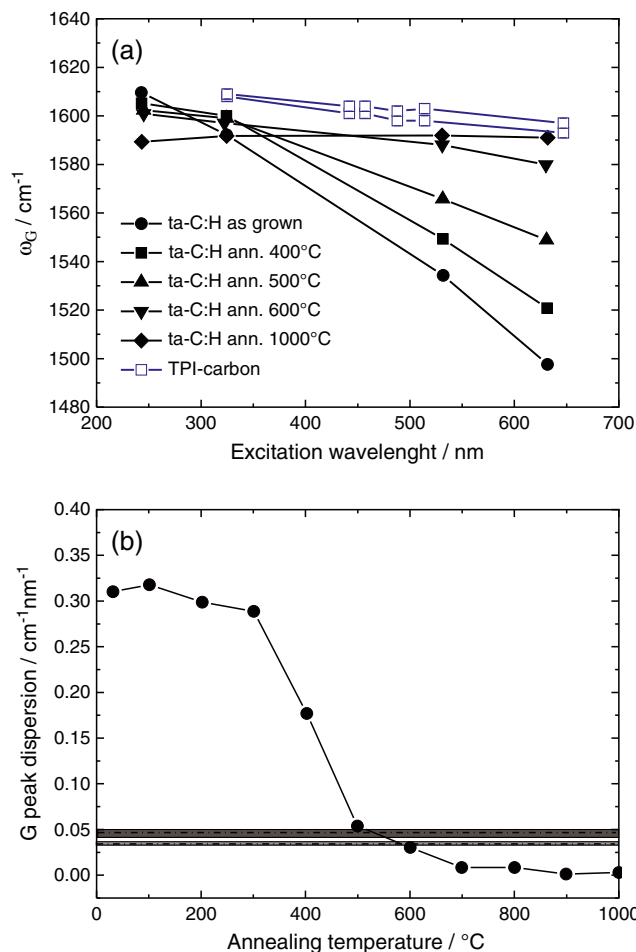 1640
1620
1600
1580
1560
1540
1520
1500
1480
(a)
ωG / cm-1
ta-C:H as grown
ta-C:H ann. 400°C
ta-C:H ann. 500°C
ta-C:H ann. 600°C
ta-C:H ann. 1000°C
TPI-carbon
200 300 400 500 600 700
Excitation wavelenght / nm
0.40
0.35
0.30
0.25
0.20
0.15
0.10
0.05
0.00
(b)
G peak dispersion / cm-1nm-1
0 200 400 600 800 1000
Annealing temperature / °C